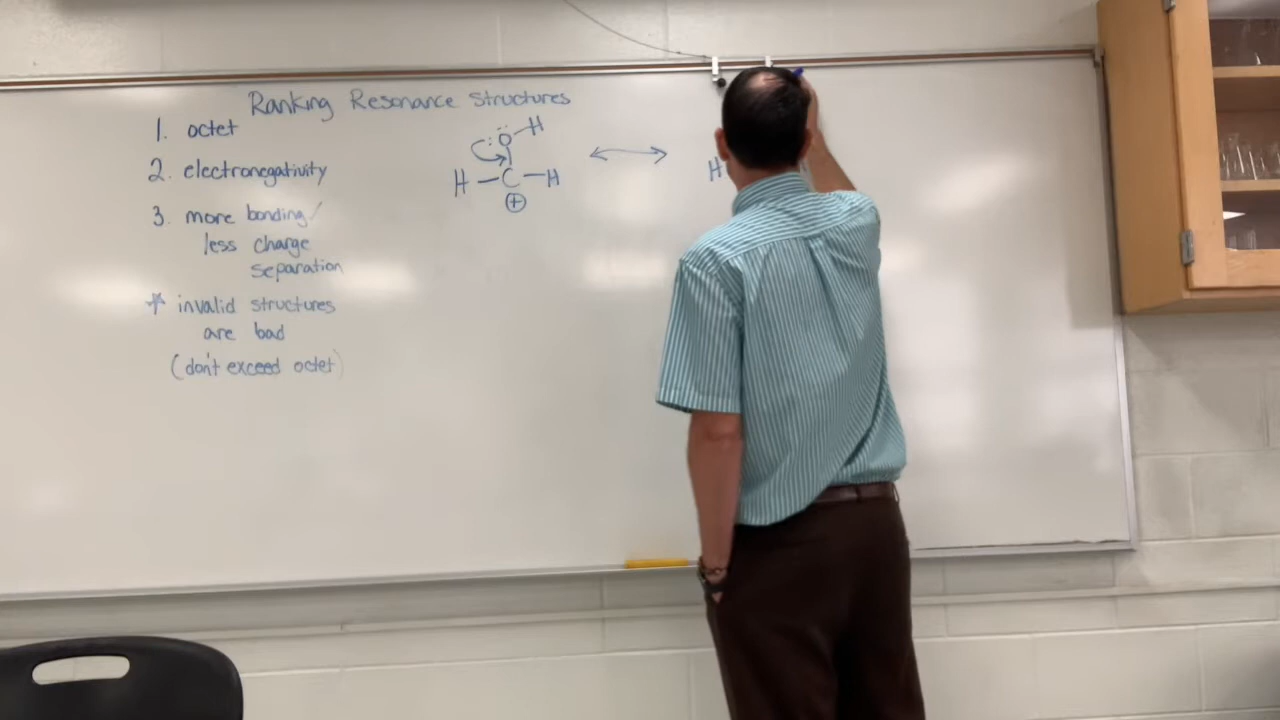 Ranking Resonance Structures
1. octet
2. electronegativity
3. more bonding/
less charge
separation
* invalid structures
are bad
(don't exceed octet)
:Ö-H
H-C-H
⊕
H